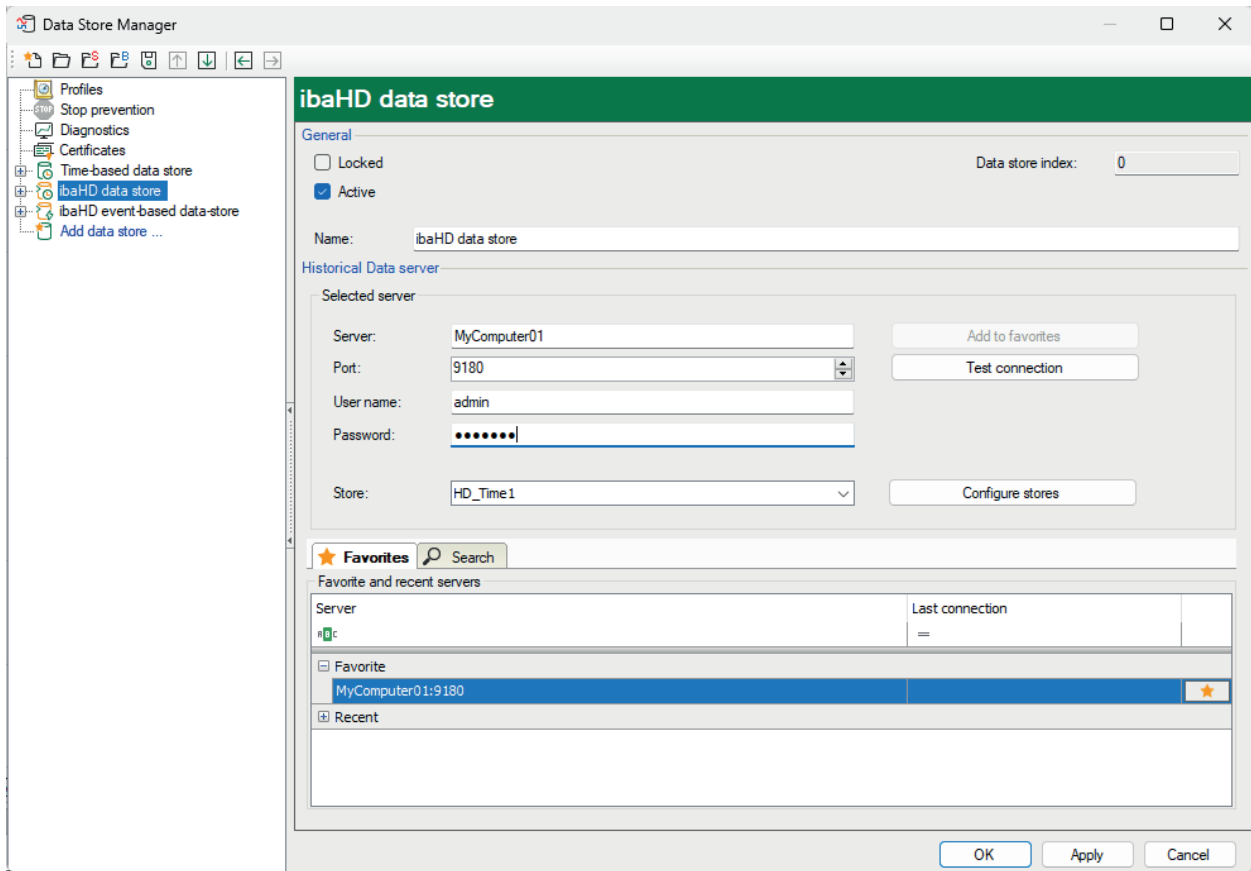 Data Store Manager
Profiles
STOP Stop prevention
Diagnostics
Certificates
Time-based data store
ibaHD data store
ibaHD event-based data-store
Add data store ...
ibaHD data store
General
Locked
Data store index: 0
Active
Name: ibaHD data store
Historical Data server
Selected server
Server: MyComputer01 Add to favorites
Port: 9180 Test connection
User name: admin
Password: •••••••
Store: HD_Time1 Configure stores
Favorites Search
Favorite and recent servers
Server Last connection
ABC =
Favorite
MyComputer01:9180
Recent
OK Apply Cancel